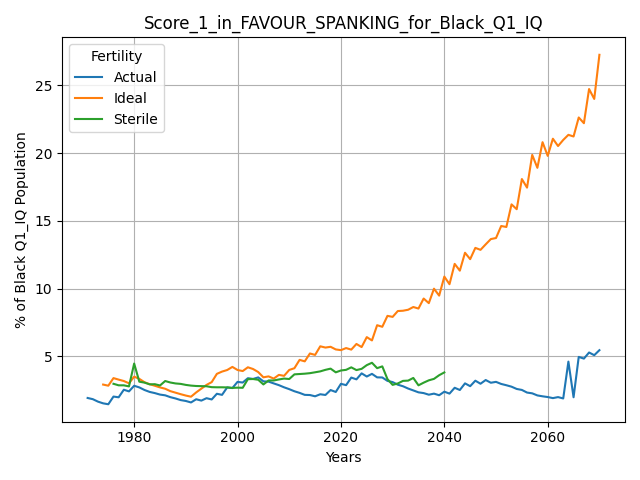 Score_1_in_FAVOUR_SPANKING_for_Black_Q1_IQ
Fertility
Actual
Ideal
Sterile
% of Black Q1_IQ Population
25
20
15
10
5
1980 2000 2020 2040 2060
Years